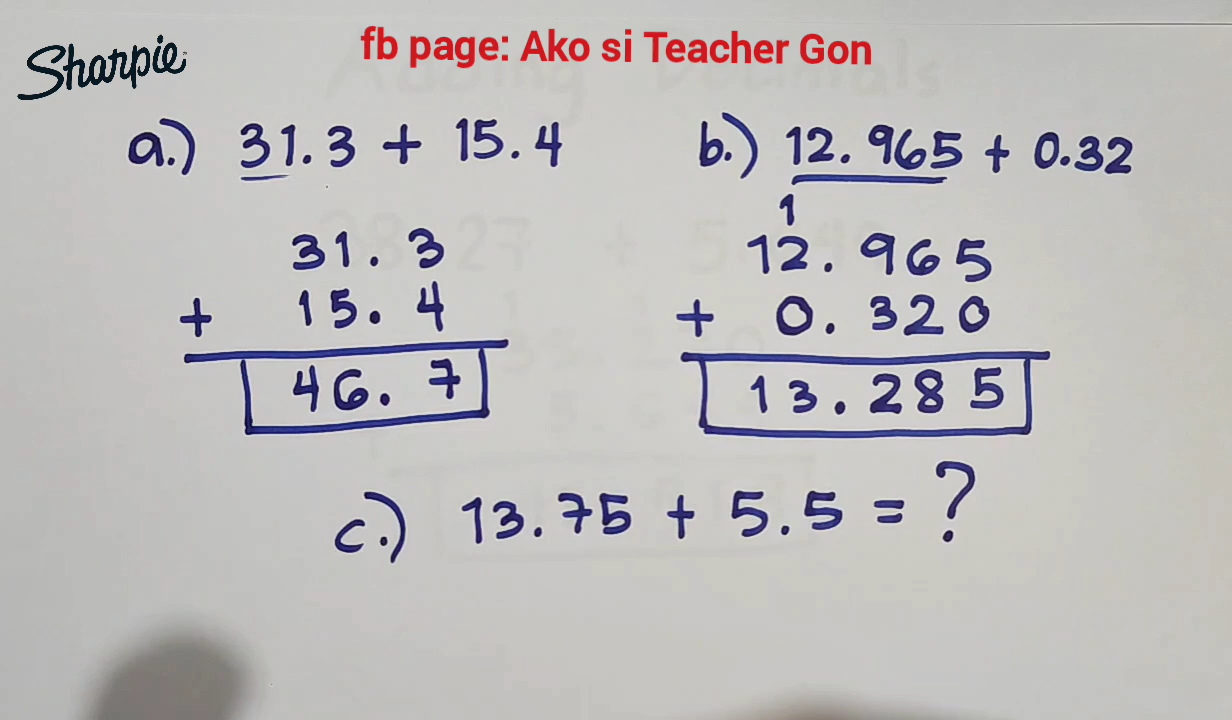 fb page: Ako si Teacher Gon
Sharpie
a.) 31.3 + 15.4
31.3
+ 15.4
46.7
b.) 12.965 + 0.32
1
12.965
+ 0.320
13.285
c.) 13.75 + 5.5 = ?